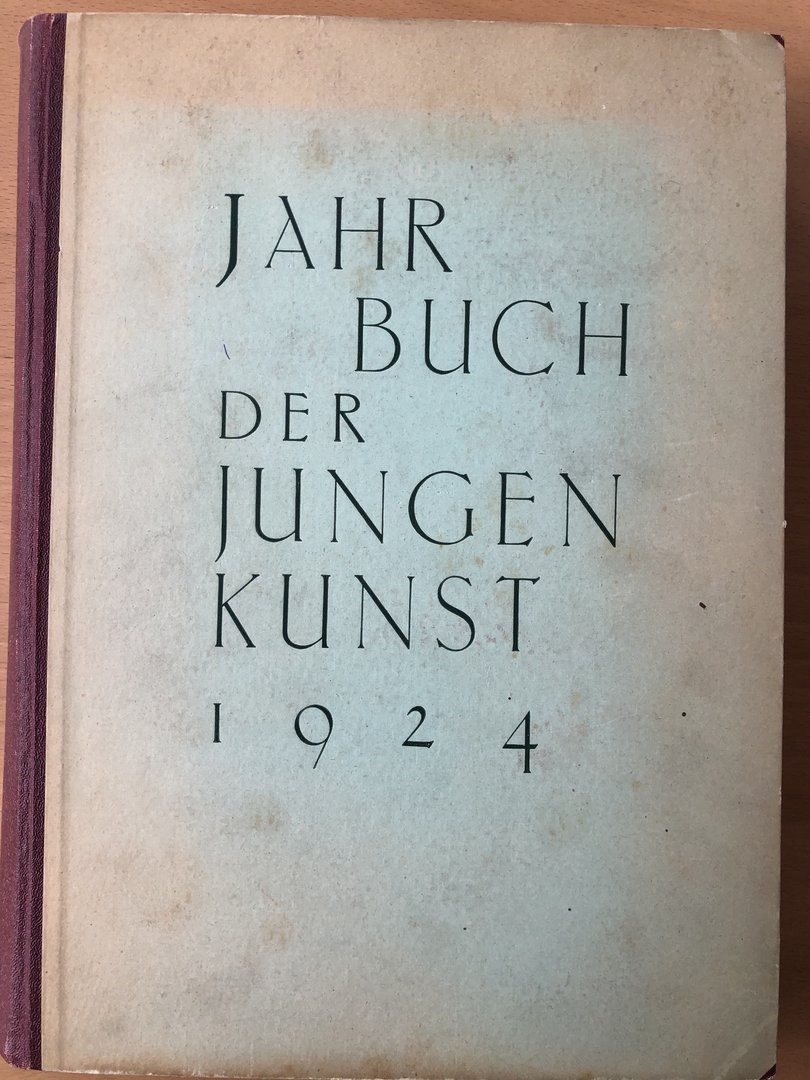 JAHR
BUCH
DER
JUNGEN
KUNST
1924